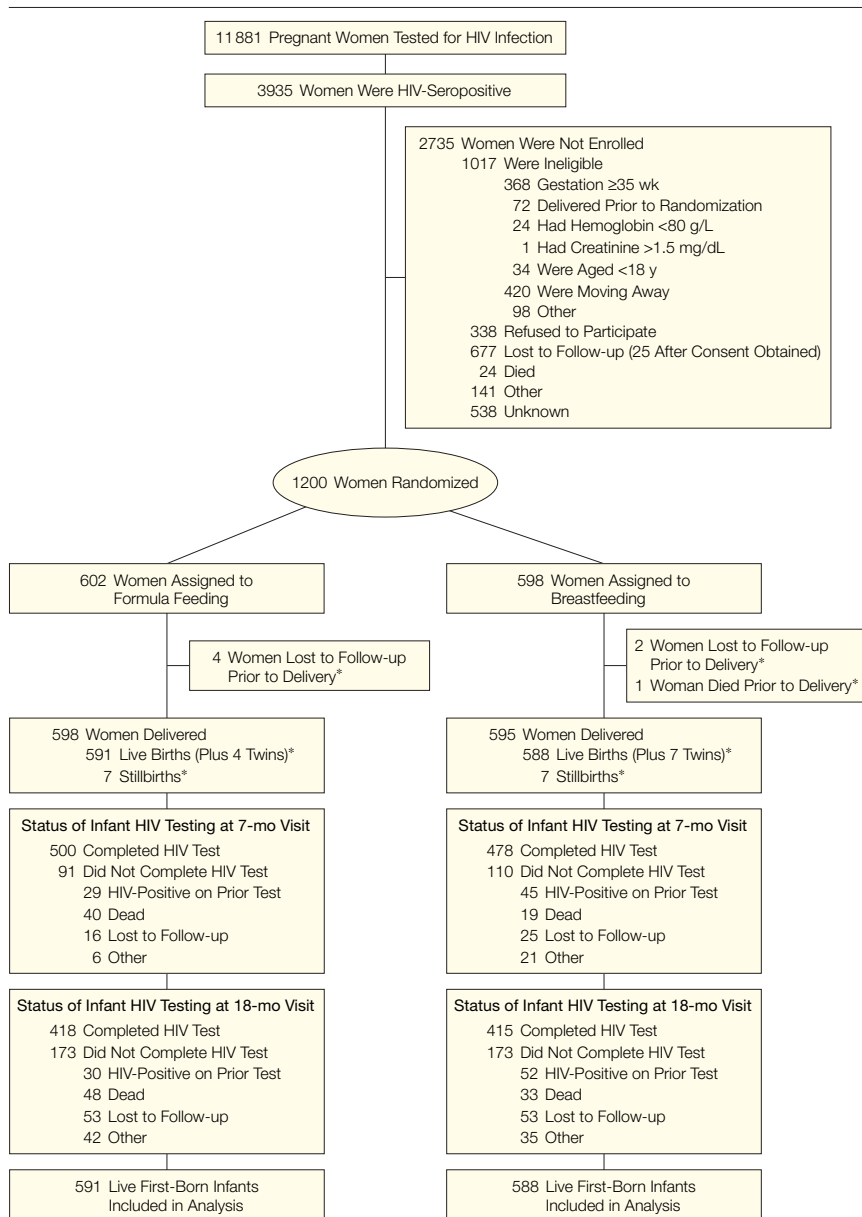 11 881 Pregnant Women Tested for HIV Infection
3935 Women Were HIV-Seropositive
2735 Women Were Not Enrolled
1017 Were Ineligible
368 Gestation ≥35 wk
72 Delivered Prior to Randomization
24 Had Hemoglobin <80 g/L
1 Had Creatinine >1.5 mg/dL
34 Were Aged <18 y
420 Were Moving Away
98 Other
338 Refused to Participate
677 Lost to Follow-up (25 After Consent Obtained)
24 Died
141 Other
538 Unknown
1200 Women Randomized
602 Women Assigned to
Formula Feeding
598 Women Assigned to
Breastfeeding
4 Women Lost to Follow-up
Prior to Delivery*
2 Women Lost to Follow-up
Prior to Delivery*
1 Woman Died Prior to Delivery*
598 Women Delivered
591 Live Births (Plus 4 Twins)*
7 Stillbirths*
595 Women Delivered
588 Live Births (Plus 7 Twins)*
7 Stillbirths*
Status of Infant HIV Testing at 7-mo Visit
500 Completed HIV Test
91 Did Not Complete HIV Test
29 HIV-Positive on Prior Test
40 Dead
16 Lost to Follow-up
6 Other
Status of Infant HIV Testing at 7-mo Visit
478 Completed HIV Test
110 Did Not Complete HIV Test
45 HIV-Positive on Prior Test
19 Dead
25 Lost to Follow-up
21 Other
Status of Infant HIV Testing at 18-mo Visit
418 Completed HIV Test
173 Did Not Complete HIV Test
30 HIV-Positive on Prior Test
48 Dead
53 Lost to Follow-up
42 Other
Status of Infant HIV Testing at 18-mo Visit
415 Completed HIV Test
173 Did Not Complete HIV Test
52 HIV-Positive on Prior Test
33 Dead
53 Lost to Follow-up
35 Other
591 Live First-Born Infants
Included in Analysis
588 Live First-Born Infants
Included in Analysis